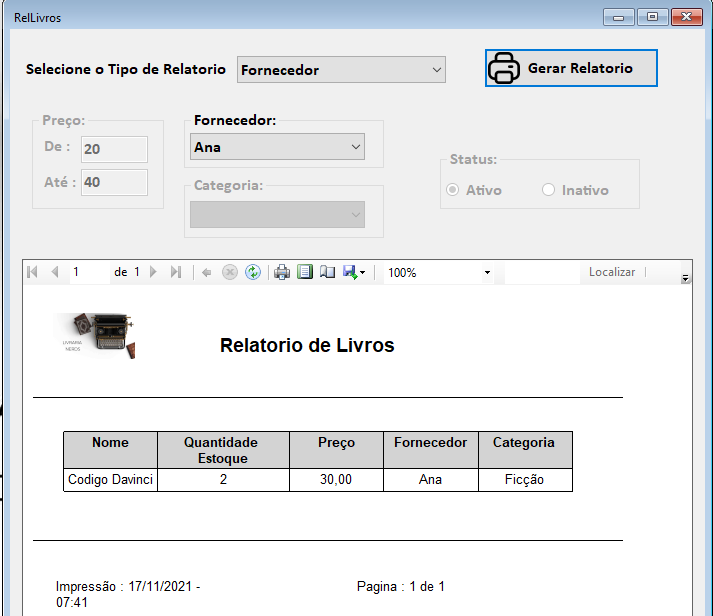 RelLivros
Selecione o Tipo de Relatorio Fornecedor Gerar Relatorio
Preço:
De : 20
Até : 40
Fornecedor:
Ana
Categoria:
Status:
Ativo Inativo
1 de 1 100% Localizar
LIVRARIA
NEROS
Relatorio de Livros
Nome Quantidade Estoque Preço Fornecedor Categoria
Codigo Davinci 2 30,00 Ana Ficção
Impressão : 17/11/2021 - Pagina : 1 de 1
07:41